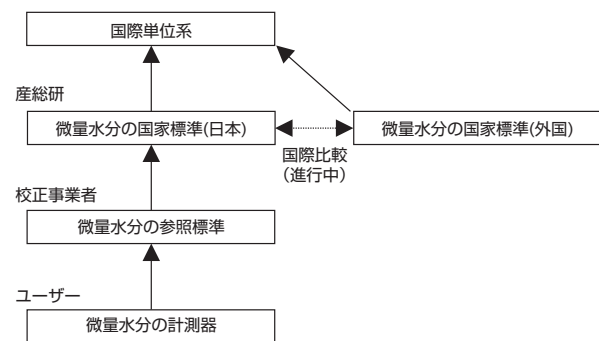 国際単位系
産総研
微量水分の国家標準(日本)
微量水分の国家標準(外国)
国際比較
（進行中）
校正事業者
微量水分の参照標準
ユーザー
微量水分の計測器